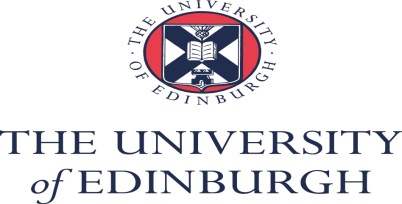 THE UNIVERSITY
OF EDINBURGH
THE UNIVERSITY
of EDINBURGH